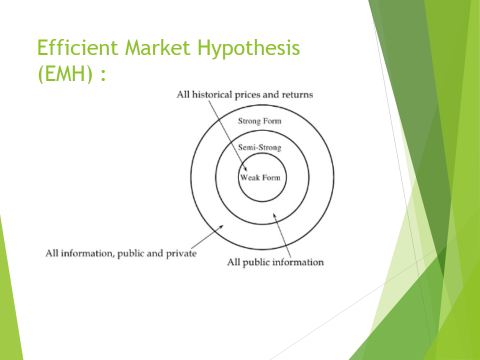 Efficient Market Hypothesis
(EMH) :
All historical prices and returns
Strong Form
Semi-Strong
Weak Form
All information, public and private
All public information